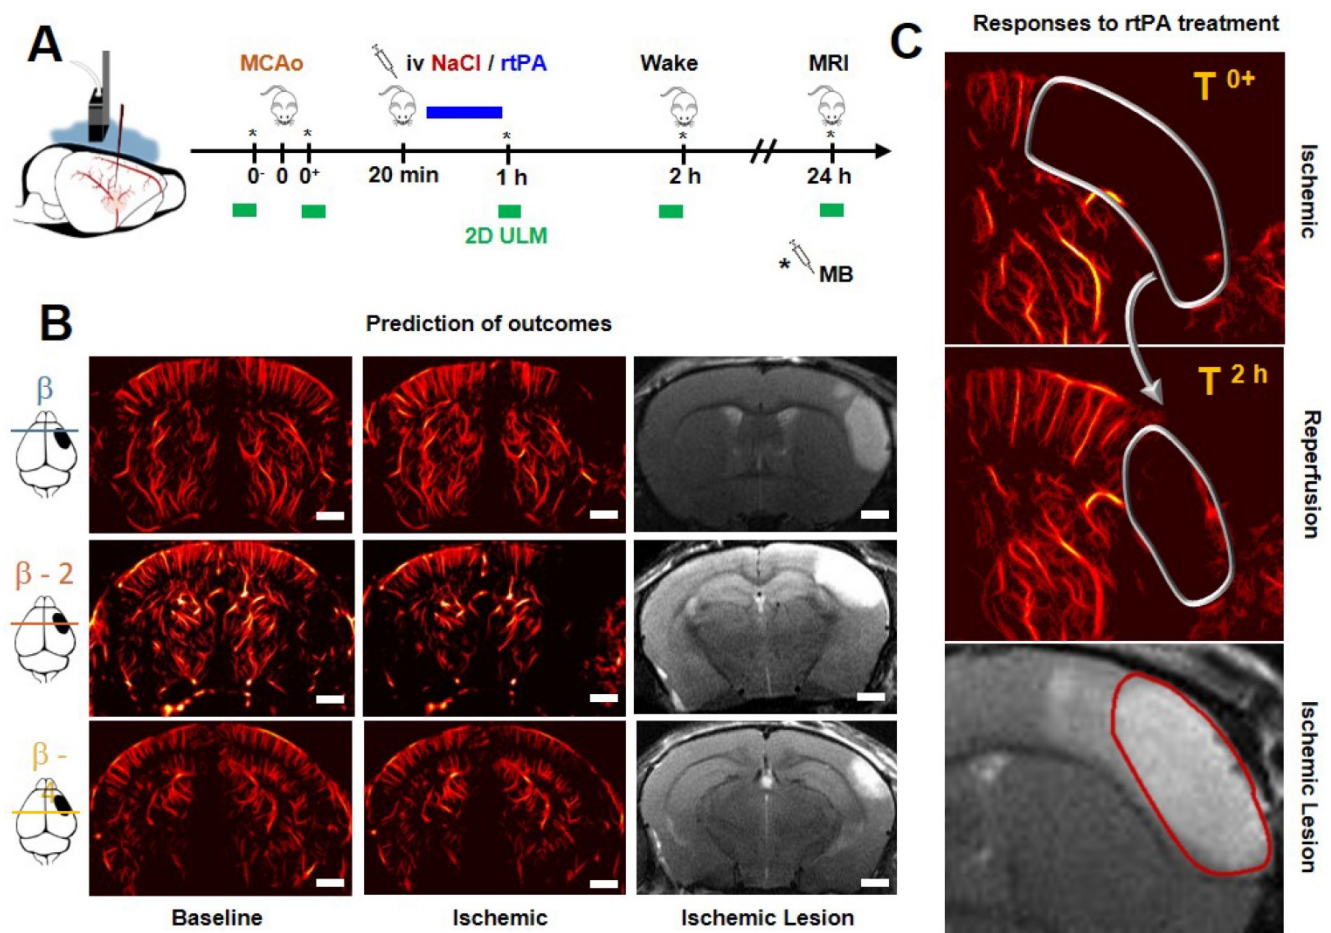 A
MCAo
iv NaCl / rtPA
Wake
MRI
* * * * *
0- 0 0+ 20 min 1 h 2 h 24 h
2D ULM
* MB
B
Prediction of outcomes
β
β - 2
β -
4
Baseline Ischemic Ischemic Lesion
C
Responses to rtPA treatment
T 0+
Ischemic
T 2 h
Reperfusion
Ischemic Lesion